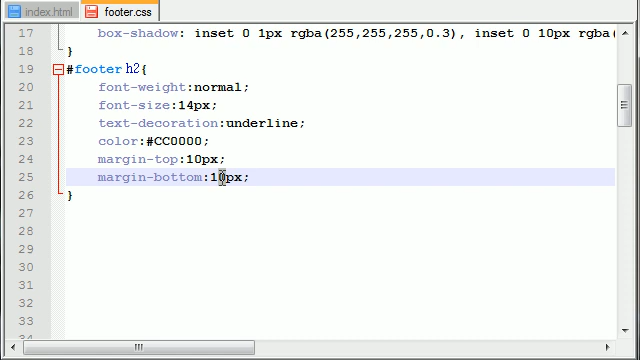 index.html footer.css
17 box-shadow: inset 0 1px rgba(255,255,255,0.3), inset 0 10px rgba(
18 }
19 #footer h2{
20 font-weight:normal;
21 font-size:14px;
22 text-decoration:underline;
23 color:#CC0000;
24 margin-top:10px;
25 margin-bottom:10px;
26 }
27
28
29
30
31
32
33
34